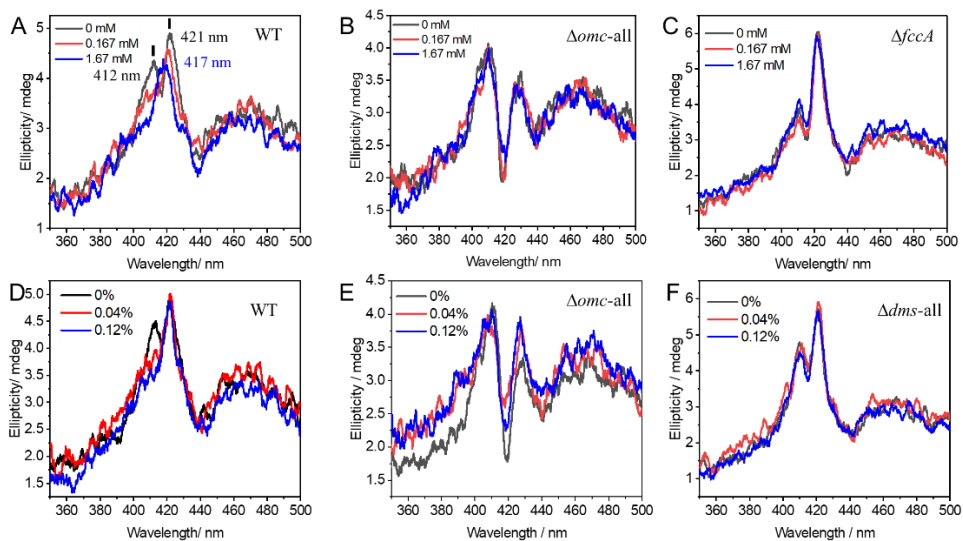 A
0 mM
0.167 mM
1.67 mM
WT
421 nm
412 nm
417 nm
Ellipticity/ mdeg
5
4
3
2
1
360 380 400 420 440 460 480 500
Wavelength/ nm
B
0 mM
0.167 mM
1.67 mM
Δomc-all
Ellipticity/ mdeg
4.5
4.0
3.5
3.0
2.5
2.0
1.5
360 380 400 420 440 460 480 500
Wavelength/ nm
C
0 mM
0.167 mM
1.67 mM
ΔfccA
Ellipticity/ mdeg
6
5
4
3
2
1
360 380 400 420 440 460 480 500
Wavelength/ nm
D
0%
0.04%
0.12%
WT
Ellipticity/ mdeg
5.0
4.5
4.0
3.5
3.0
2.5
2.0
1.5
360 380 400 420 440 460 480 500
Wavelength/ nm
E
0%
0.04%
0.12%
Δomc-all
Ellipticity / mdeg
4.5
4.0
3.5
3.0
2.5
2.0
1.5
360 380 400 420 440 460 480 500
Wavelength/ nm
F
0%
0.04%
0.12%
Δdms-all
Ellipticity / mdeg
6
5
4
3
2
1
360 380 400 420 440 460 480 500
Wavelength/ nm